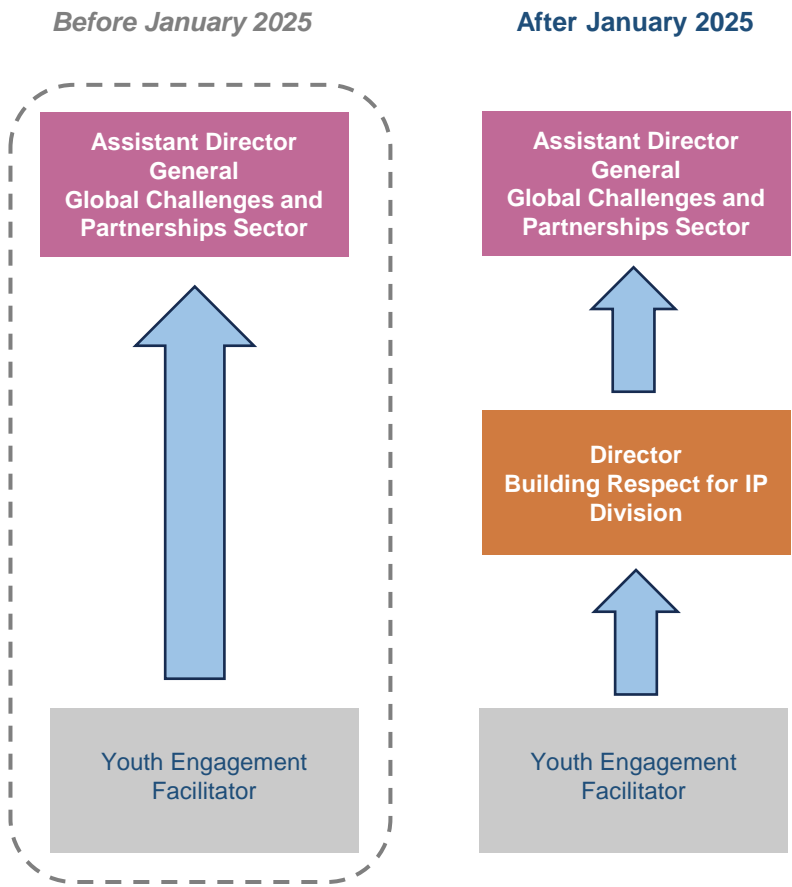 Before January 2025
Assistant Director
General
Global Challenges and
Partnerships Sector
Youth Engagement
Facilitator
After January 2025
Assistant Director
General
Global Challenges and
Partnerships Sector
Director
Building Respect for IP
Division
Youth Engagement
Facilitator